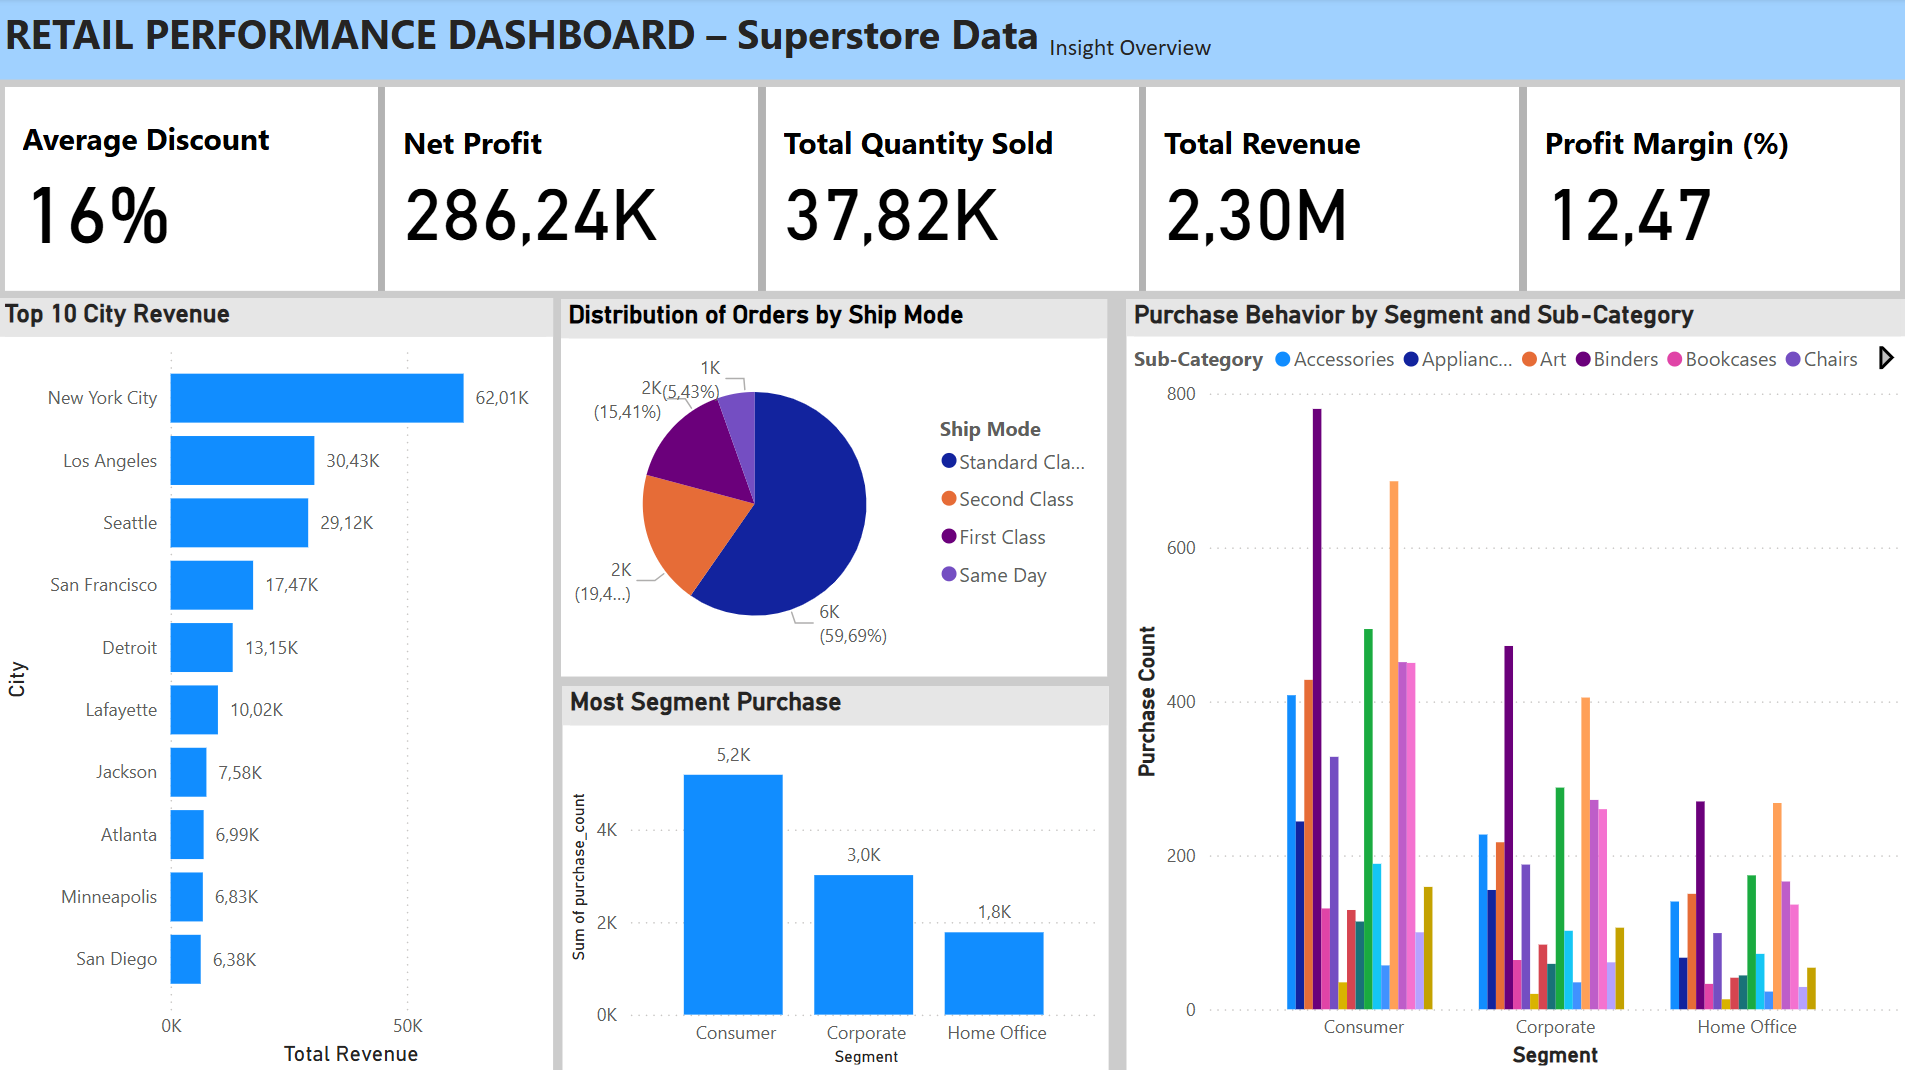 RETAIL PERFORMANCE DASHBOARD – Superstore Data Insight Overview
Average Discount
16%
Net Profit
286,24K
Total Quantity Sold
37,82K
Total Revenue
2,30M
Profit Margin (%)
12,47
Top 10 City Revenue
City
New York City
62,01K
Los Angeles
30,43K
Seattle
29,12K
San Francisco
17,47K
Detroit
13,15K
Lafayette
10,02K
Jackson
7,58K
Atlanta
6,99K
Minneapolis
6,83K
San Diego
6,38K
0K
50K
Total Revenue
Distribution of Orders by Ship Mode
1K
(5,43%)
2K
(15,41%)
2K
(19,4...)
6K
(59,69%)
Ship Mode
Standard Cla...
Second Class
First Class
Same Day
Most Segment Purchase
Sum of purchase_count
4K
2K
0K
5,2K
3,0K
1,8K
Consumer
Corporate
Home Office
Segment
Purchase Behavior by Segment and Sub-Category
Sub-Category Accessories Applianc... Art Binders Bookcases Chairs
Purchase Count
800
600
400
200
0
Consumer
Corporate
Home Office
Segment